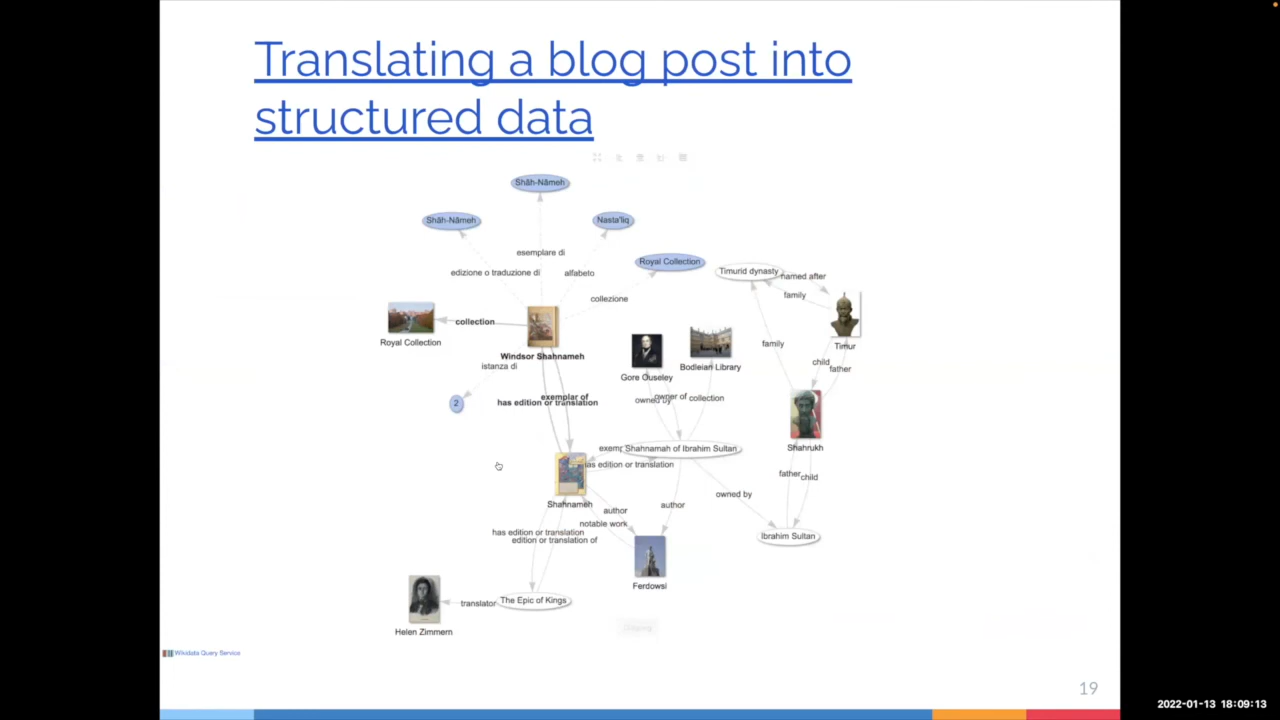 Translating a blog post into
structured data
Shāh-Nāmeh
Shāh-Nāmeh
Nasta'līq
esemplare di
edizione o traduzione di
alfabeto
Royal Collection
collezione
Timurid dynasty
named after
family
collection
Royal Collection
Windsor Shahnameh
istanza di
Gore Ouseley
Bodleian Library
Timur
family
child
father
2
exemplar of
has edition or translation
owned by
owner of
collection
Shahrukh
Shahnamah of Ibrahim Sultan
has edition or translation
father
child
Shahnameh
author
notable work
author
owned by
has edition or translation
edition or translation of
Ibrahim Sultan
Ferdowsi
translator
The Epic of Kings
Helen Zimmern
Wikidata Query Service
19
2022-01-13 18:09:13